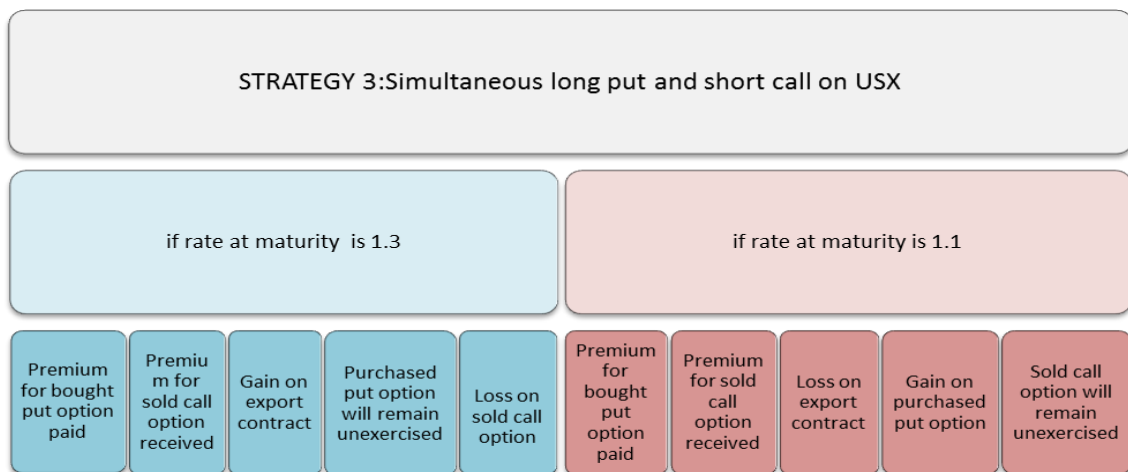 STRATEGY 3:Simultaneous long put and short call on USX
if rate at maturity  is 1.3
if rate at maturity is 1.1
Premium
for bought
put option
paid
Premiu
m for
sold call
option
received
Gain on
export
contract
Purchased
put option
will remain
unexercised
Loss on
sold call
option
Premium
for
bought
put
option
paid
Premium
for sold
call
option
received
Loss on
export
contract
Gain on
purchased
put option
Sold call
option will
remain
unexercised